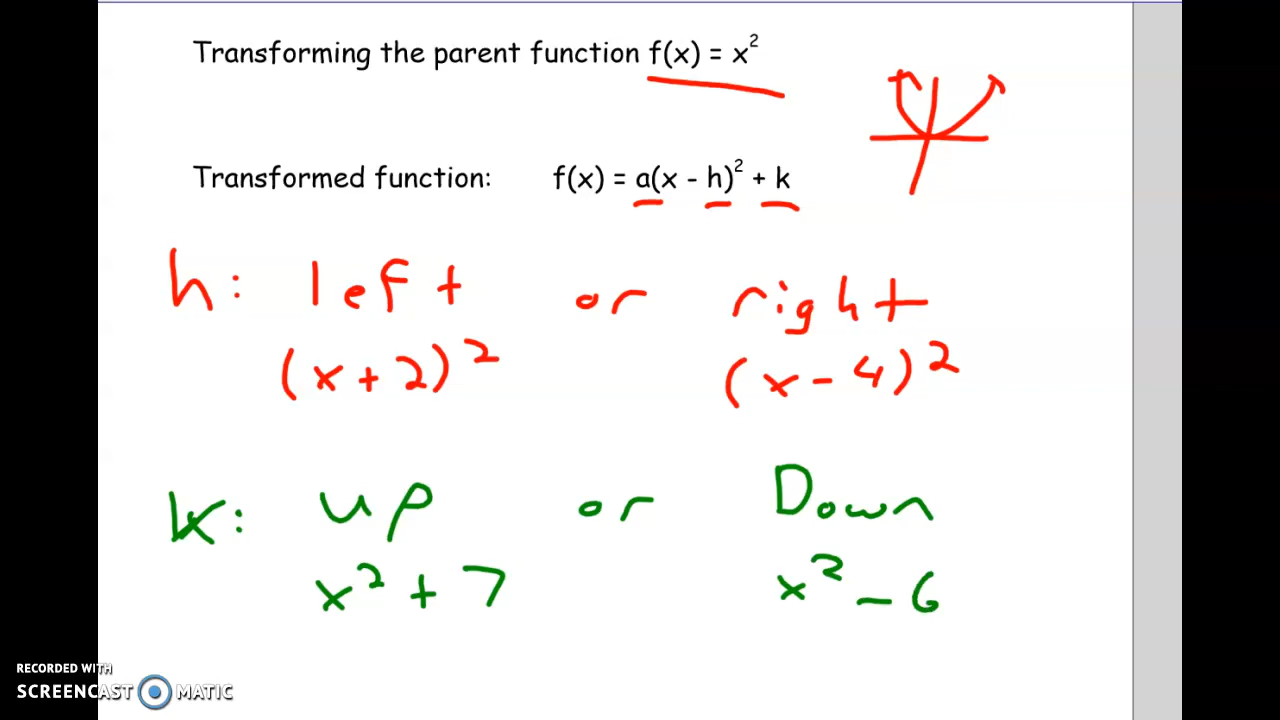 Transforming the parent function f(x) = x²
Transformed function: f(x) = a(x - h)² + k
h: left or right
(x + 2)² (x - 4)²
k: up or Down
x² + 7 x² - 6
RECORDED WITH
SCREENCAST MATIC